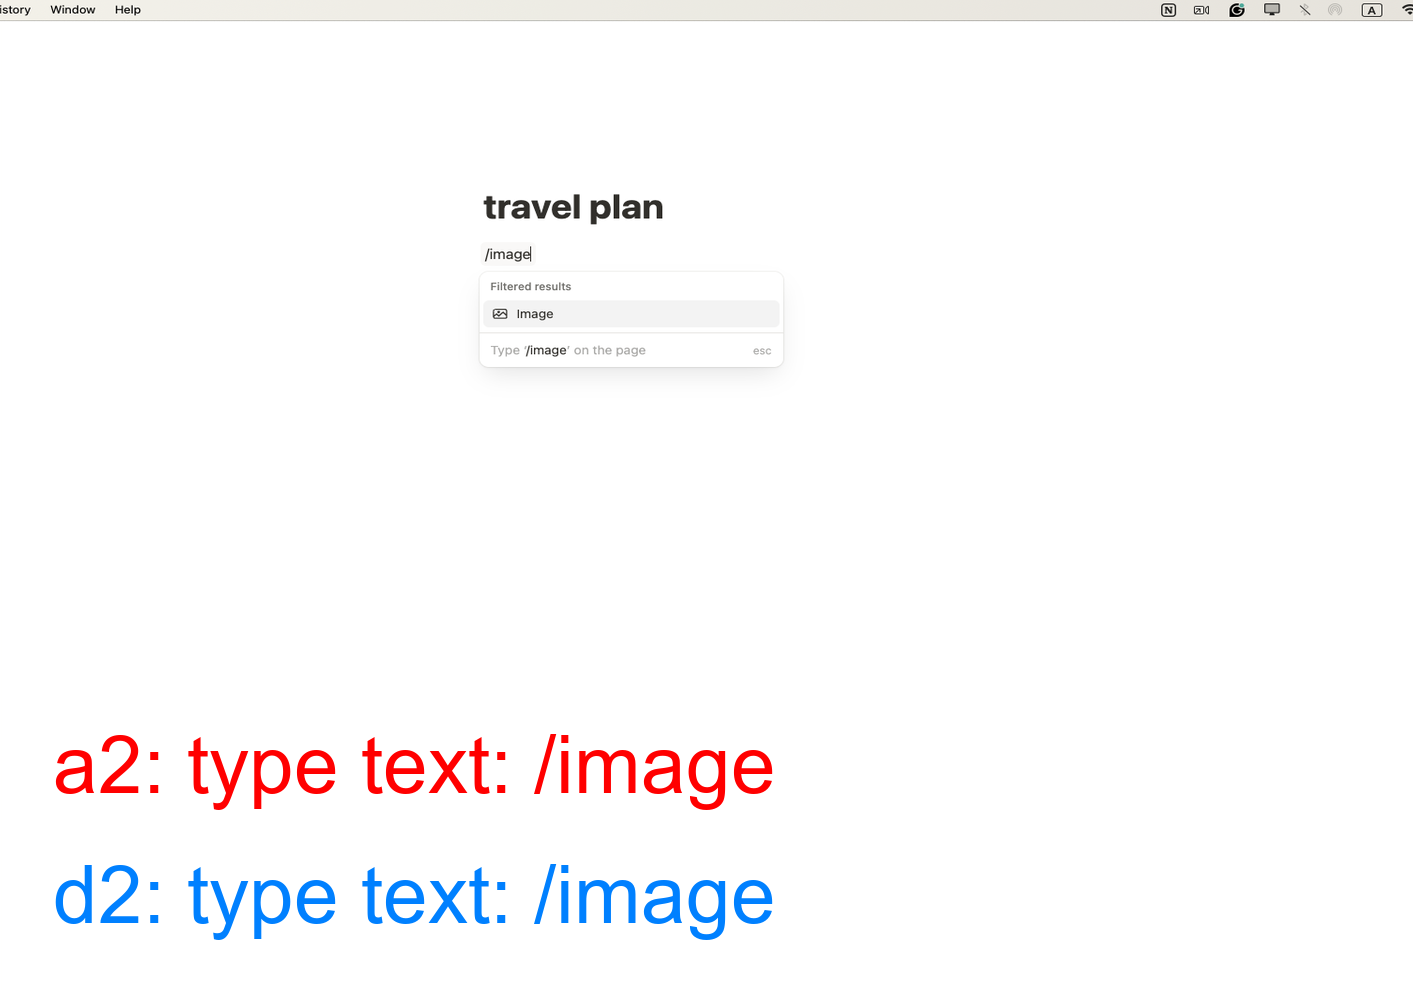 istory Window Help
A
travel plan
/image
Filtered results
Image
Type '/image' on the page esc
a2: type text: /image
d2: type text: /image